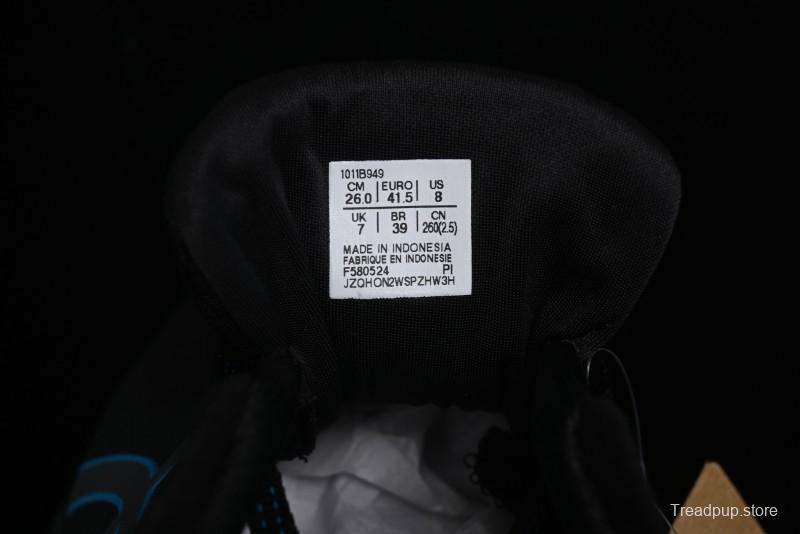 1011B949
CM | EURO | US
26.0 | 41.5 | 8
UK | BR | CN
7 | 39 | 260(2.5)
MADE IN INDONESIA
FABRIQUE EN INDONESIE
F580524 PI
JZQHON2WSPZHW3H
Treadpup.store